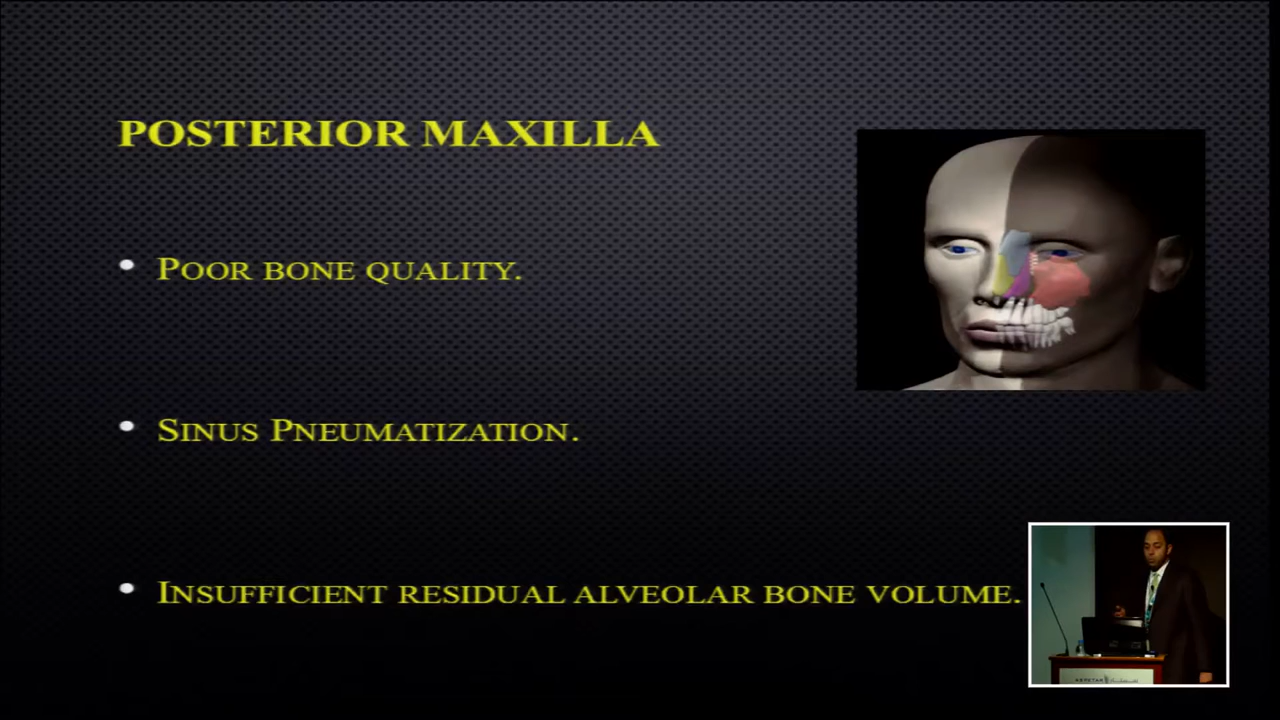 POSTERIOR MAXILLA
• POOR BONE QUALITY.
• SINUS PNEUMATIZATION.
• INSUFFICIENT RESIDUAL ALVEOLAR BONE VOLUME.